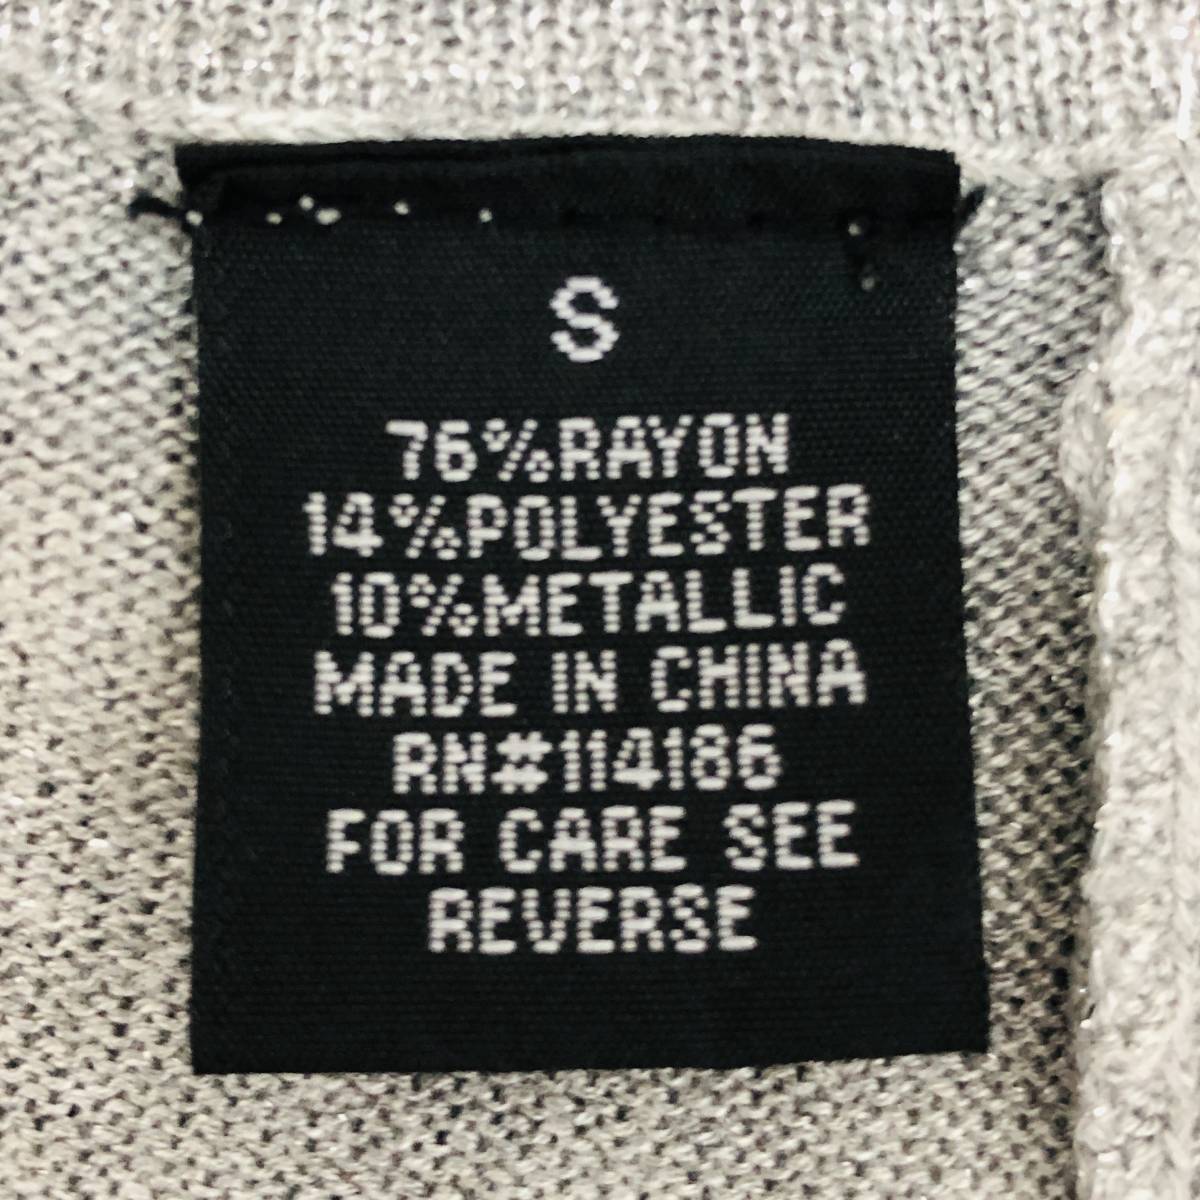 S
76%RAYON
14%POLYESTER
10%METALLIC
MADE IN CHINA
RN#114186
FOR CARE SEE
REVERSE